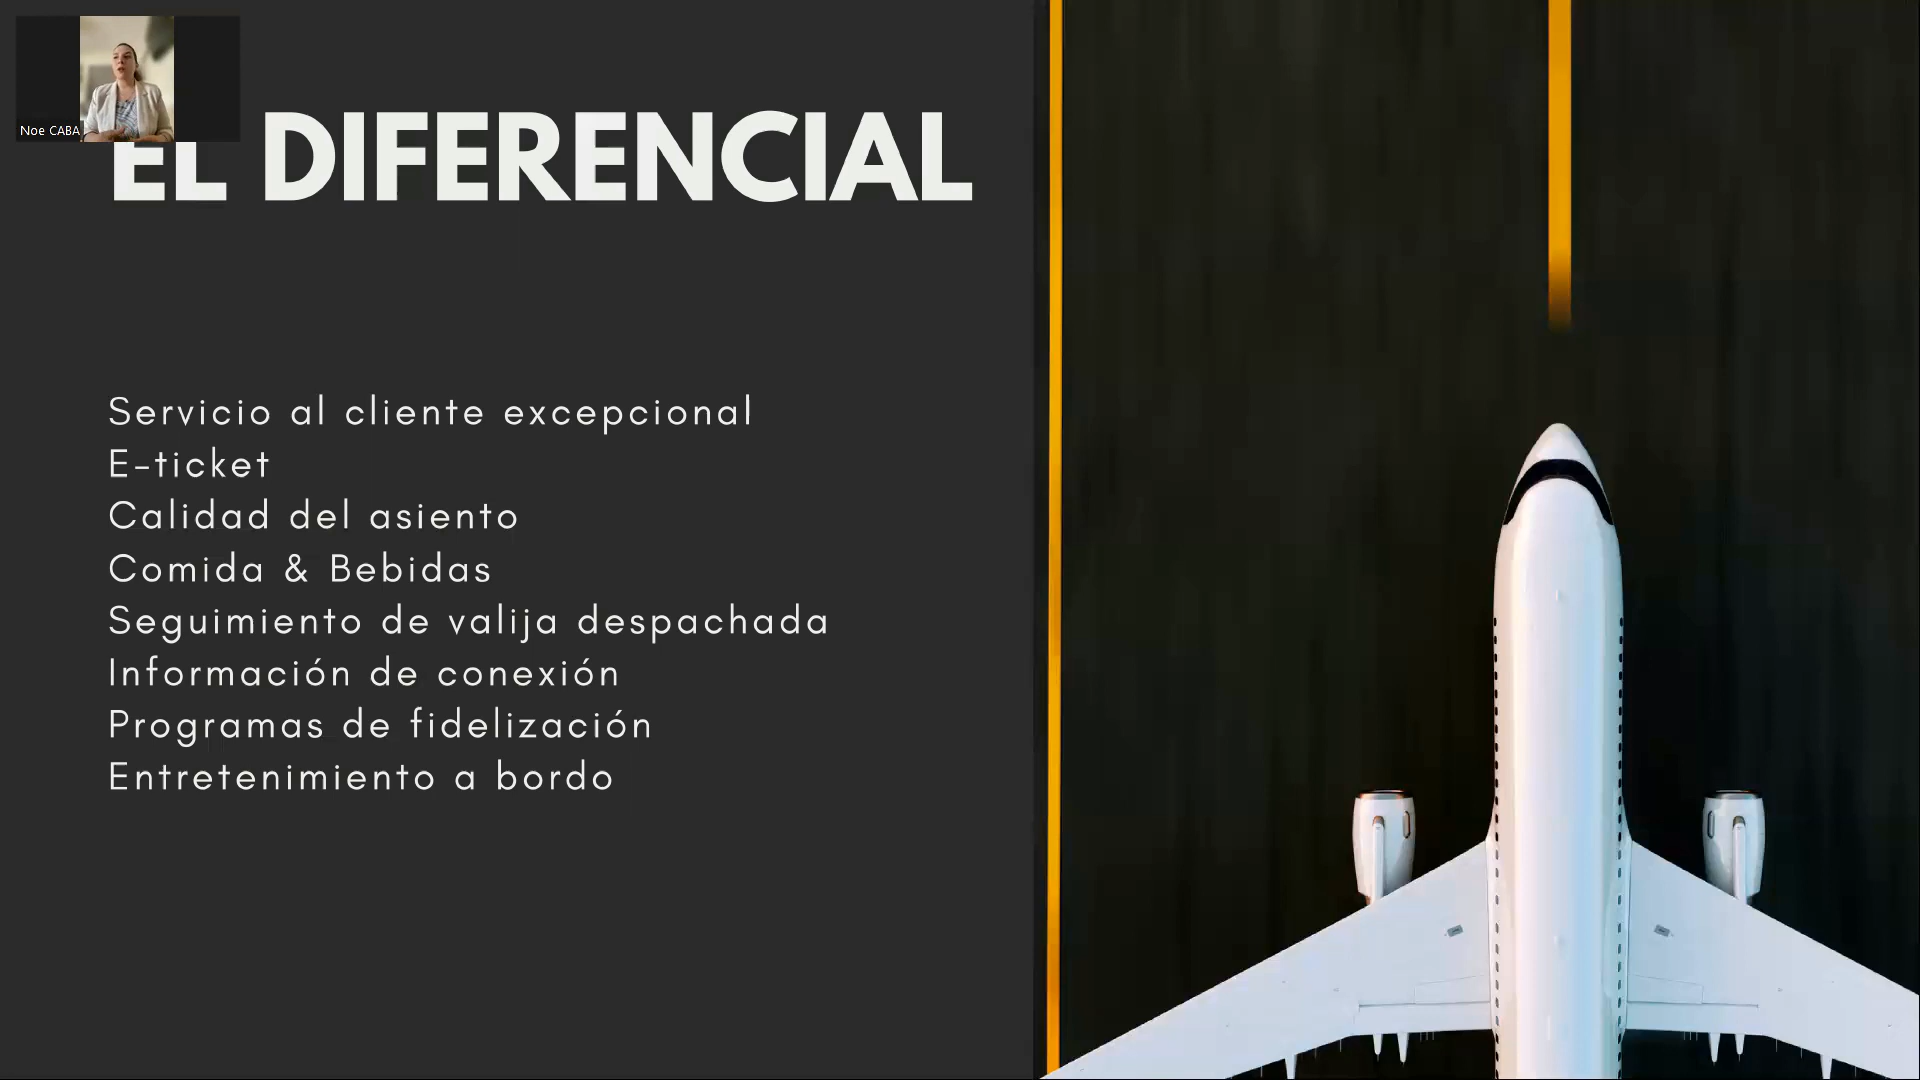 Noe CABA
EL DIFERENCIAL
Servicio al cliente excepcional
E-ticket
Calidad del asiento
Comida & Bebidas
Seguimiento de valija despachada
Información de conexión
Programas de fidelización
Entretenimiento a bordo